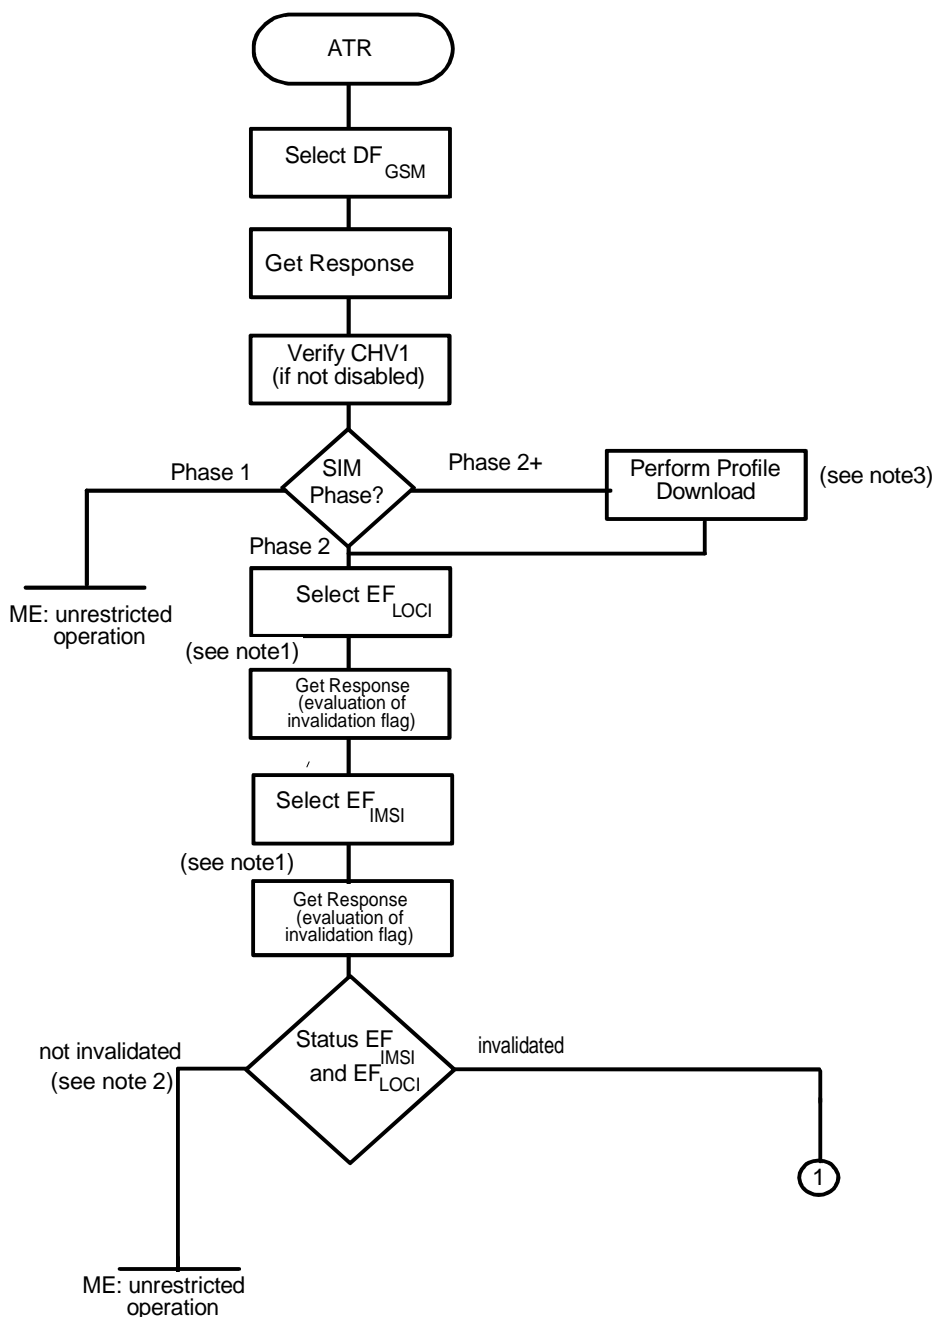 ATR
Select DF GSM
Get Response
Verify CHV1
(if not disabled)
Phase 1
SIM
Phase?
Phase 2+
Perform Profile
Download
(see note3)
Phase 2
ME: unrestricted
operation
Select EF LOCI
(see note1)
Get Response
(evaluation of
invalidation flag)
Select EF IMSI
(see note1)
Get Response
(evaluation of
invalidation flag)
not invalidated
(see note 2)
Status EF IMSI
and EF LOCI
invalidated
1
ME: unrestricted
operation